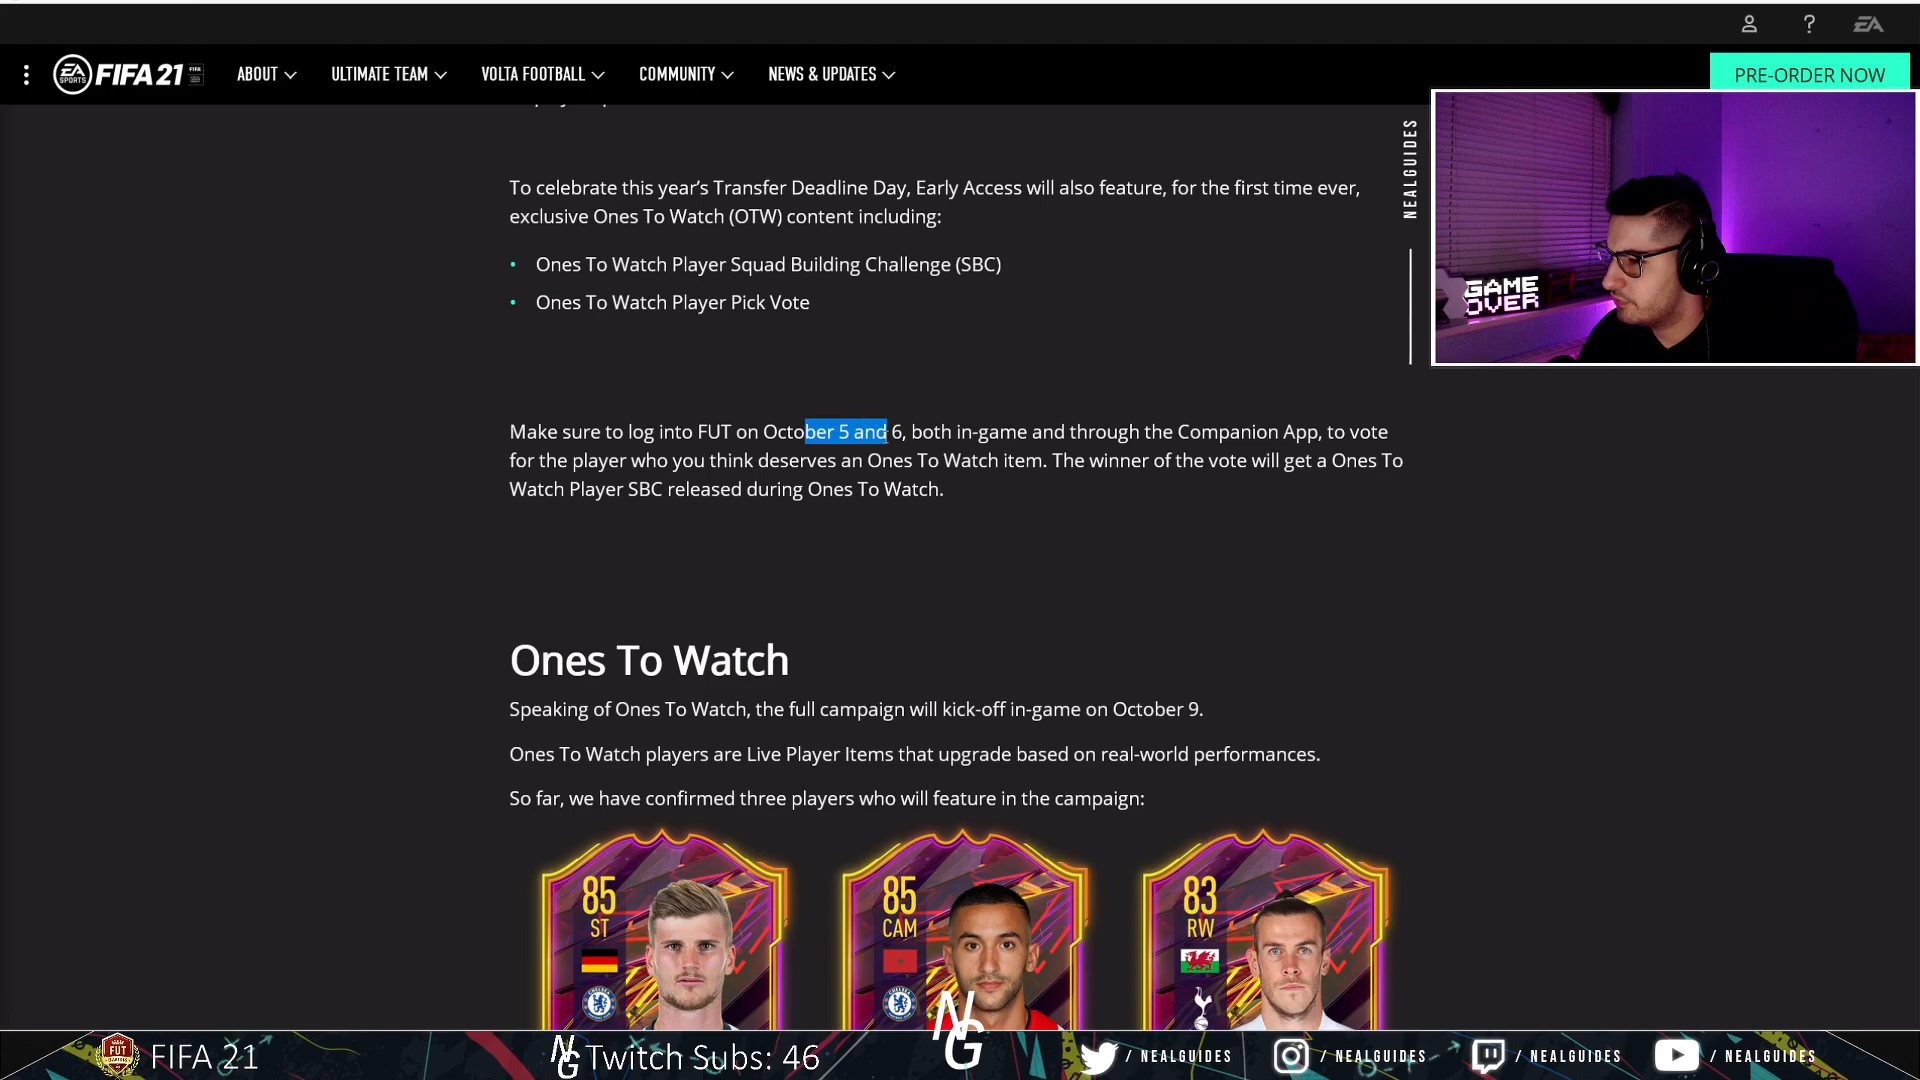 EA SPORTS FIFA 21 FIFA ABOUT ULTIMATE TEAM VOLTA FOOTBALL COMMUNITY NEWS & UPDATES PRE-ORDER NOW
To celebrate this year's Transfer Deadline Day, Early Access will also feature, for the first time ever,
exclusive Ones To Watch (OTW) content including:
• Ones To Watch Player Squad Building Challenge (SBC)
• Ones To Watch Player Pick Vote
NEALGUIDES
GAME
OVER
Make sure to log into FUT on October 5 and 6, both in-game and through the Companion App, to vote
for the player who you think deserves an Ones To Watch item. The winner of the vote will get a Ones To
Watch Player SBC released during Ones To Watch.
Ones To Watch
Speaking of Ones To Watch, the full campaign will kick-off in-game on October 9.
Ones To Watch players are Live Player Items that upgrade based on real-world performances.
So far, we have confirmed three players who will feature in the campaign:
85 85 83
ST CAM RW
NG
FUT FIFA 21 NG Twitch Subs: 46 / NEALGUIDES / NEALGUIDES / NEALGUIDES / NEALGUIDES